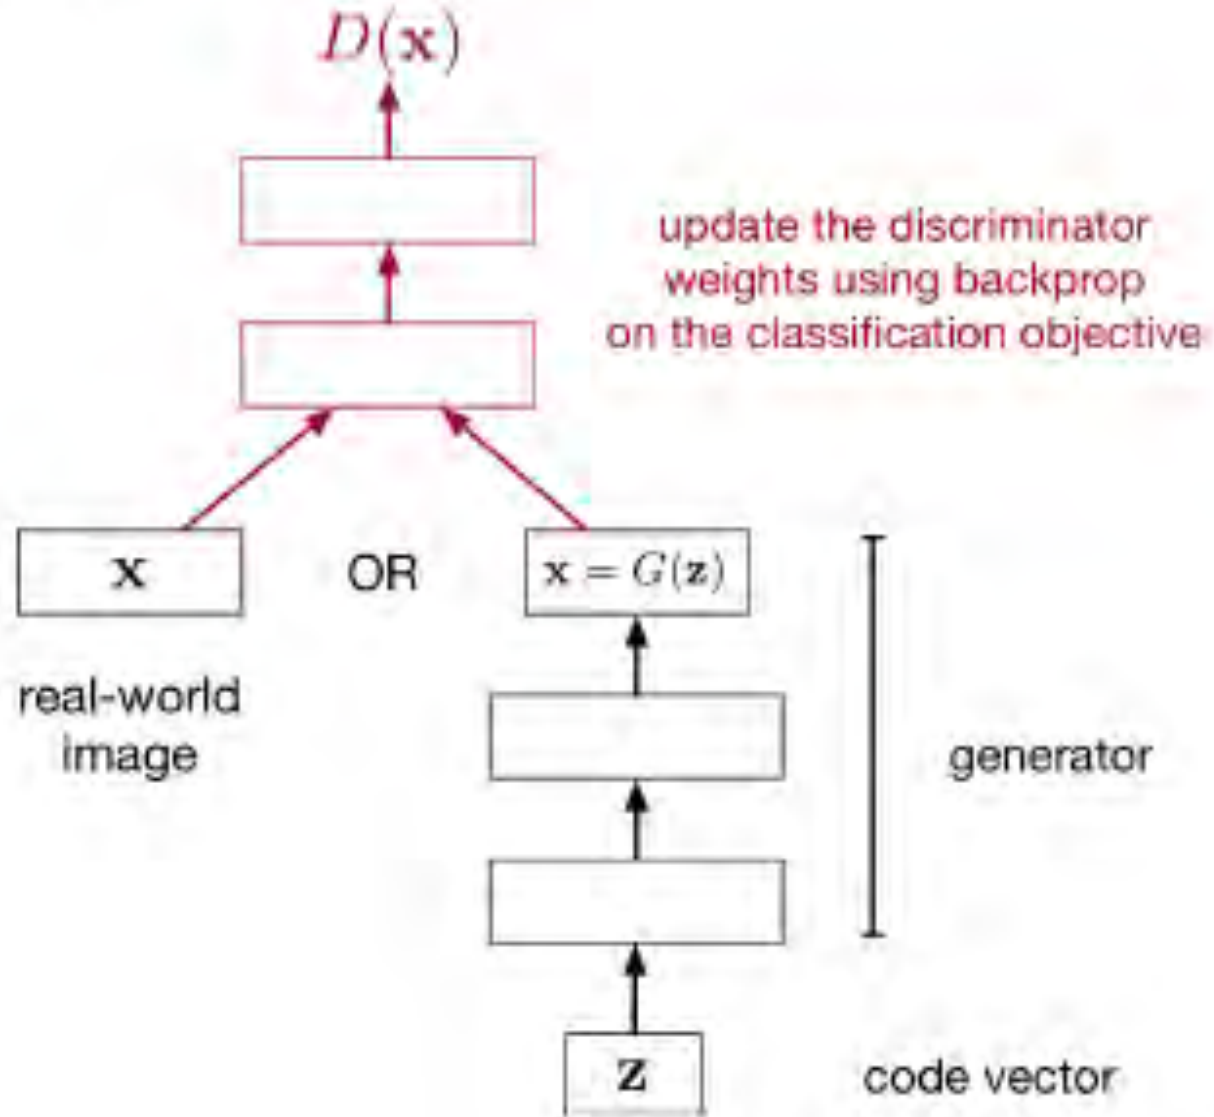 D(x)
update the discriminator
weights using backprop
on the classification objective
x
OR
x = G(z)
real-world
image
generator
z
code vector